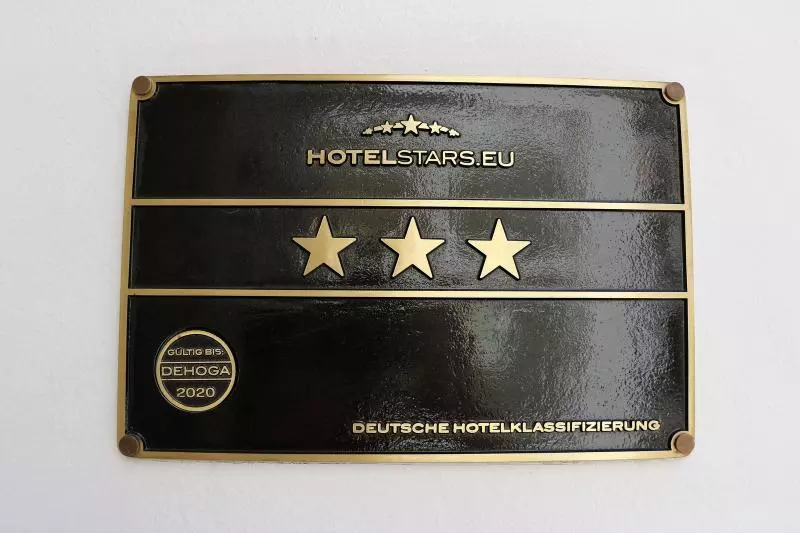 HOTELSTARS.EU
GÜLTIG BIS:
DEHOGA
2020
DEUTSCHE HOTELKLASSIFIZIERUNG